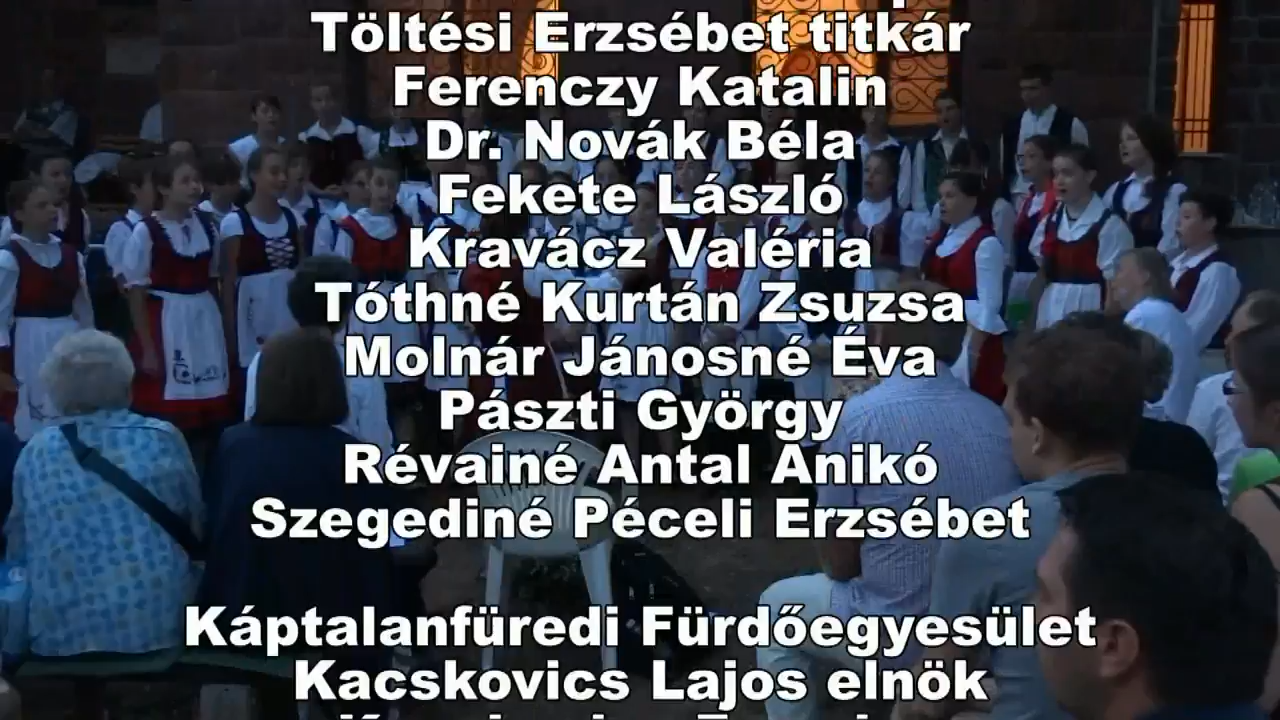 Töltési Erzsébet titkár
Ferenczy Katalin
Dr. Novák Béla
Fekete László
Kravácz Valéria
Tóthné Kurtán Zsuzsa
Molnár Jánosné Éva
Pászti György
Révainé Antal Anikó
Szegediné Péceli Erzsébet
Káptalanfüredi Fürdőegyesület
Kacskovics Lajos elnök